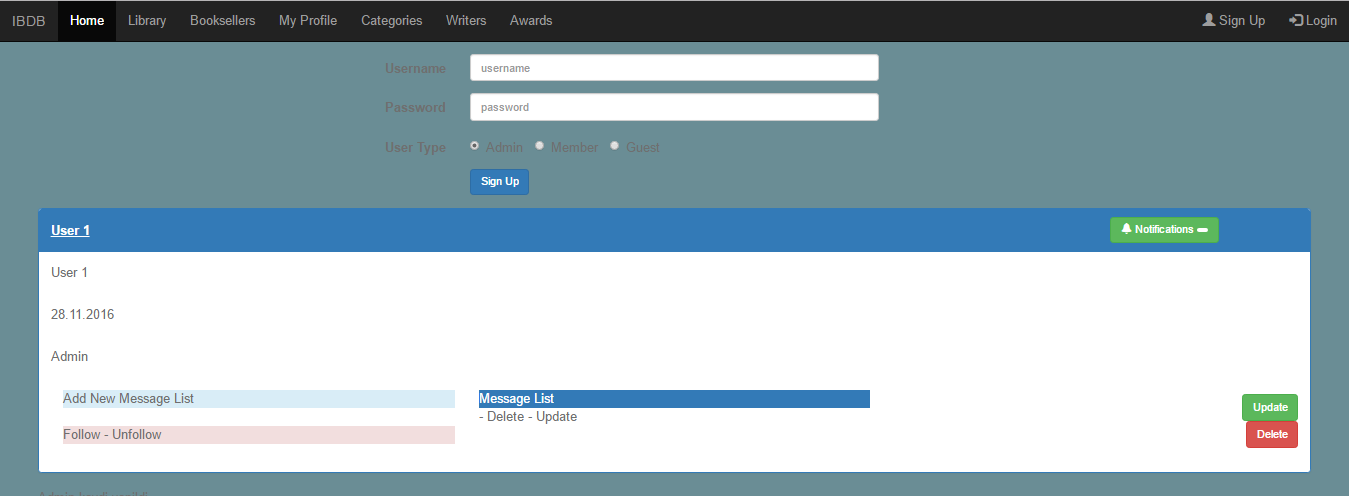 IBDB Home Library Booksellers My Profile Categories Writers Awards Sign Up Login
Username username
Password password
User Type Admin Member Guest
Sign Up
User 1 Notifications
User 1
28.11.2016
Admin
Add New Message List
Follow - Unfollow
Message List
- Delete - Update
Update
Delete